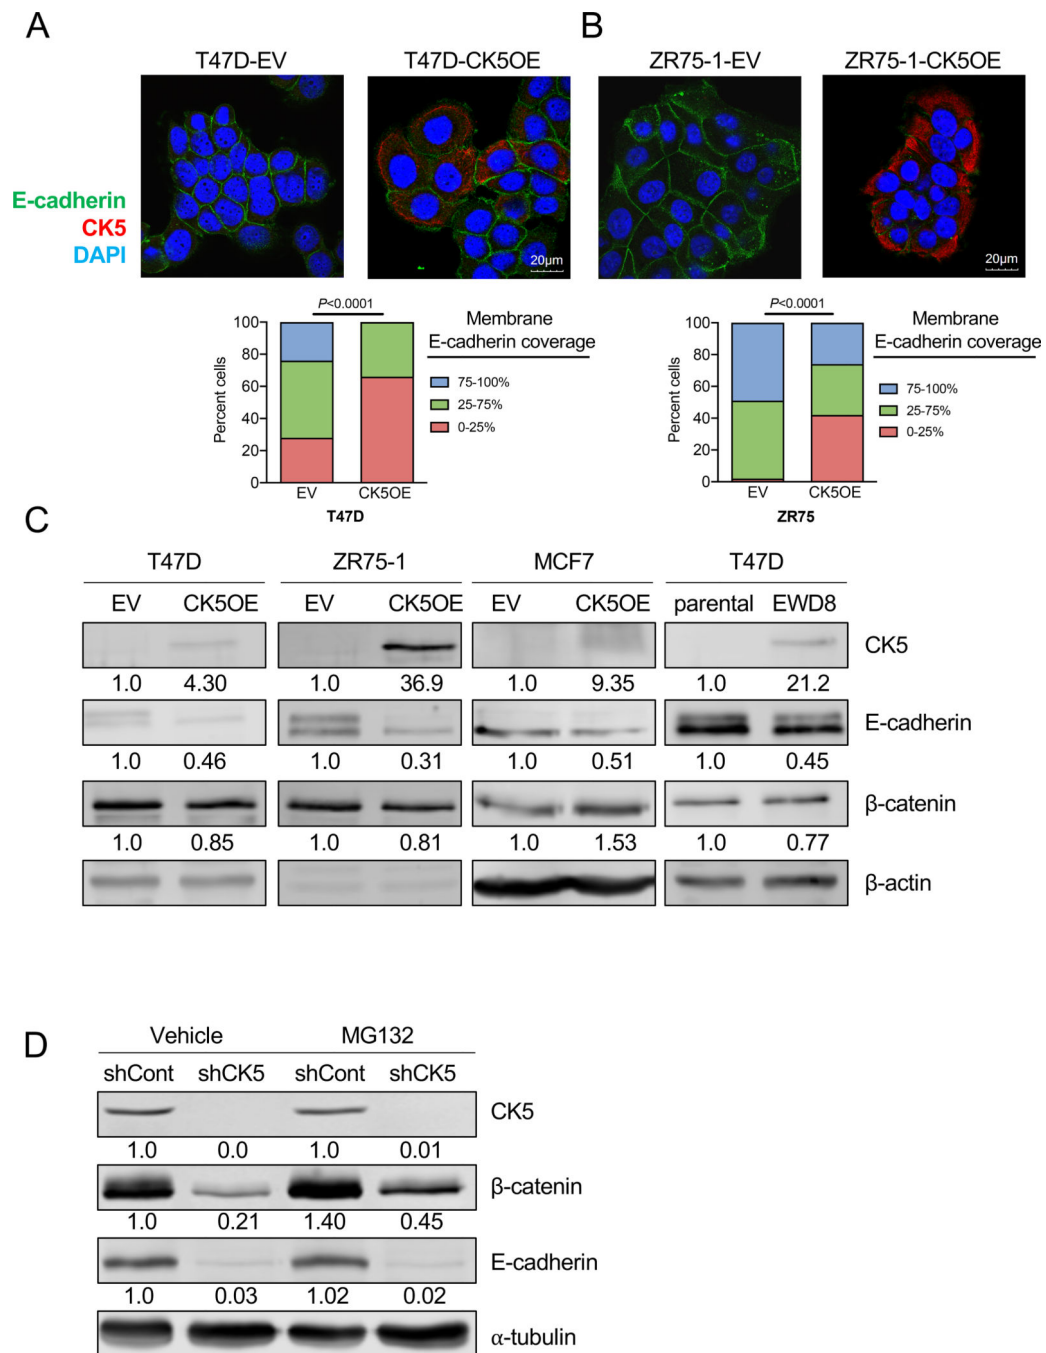 A
B
T47D-EV
T47D-CK5OE
ZR75-1-EV
ZR75-1-CK5OE
E-cadherin
CK5
DAPI
20μm
20μm
P<0.0001
Membrane
E-cadherin coverage
Percent cells
100
80
60
40
20
0
75-100%
25-75%
0-25%
EV CK5OE
T47D
P<0.0001
Membrane
E-cadherin coverage
Percent cells
100
80
60
40
20
0
75-100%
25-75%
0-25%
EV CK5OE
ZR75
C
T47D ZR75-1 MCF7 T47D
EV CK5OE EV CK5OE EV CK5OE parental EWD8
CK5
1.0 4.30 1.0 36.9 1.0 9.35 1.0 21.2
E-cadherin
1.0 0.46 1.0 0.31 1.0 0.51 1.0 0.45
β-catenin
1.0 0.85 1.0 0.81 1.0 1.53 1.0 0.77
β-actin
D
Vehicle MG132
shCont shCK5 shCont shCK5
CK5
1.0 0.0 1.0 0.01
β-catenin
1.0 0.21 1.40 0.45
E-cadherin
1.0 0.03 1.02 0.02
α-tubulin